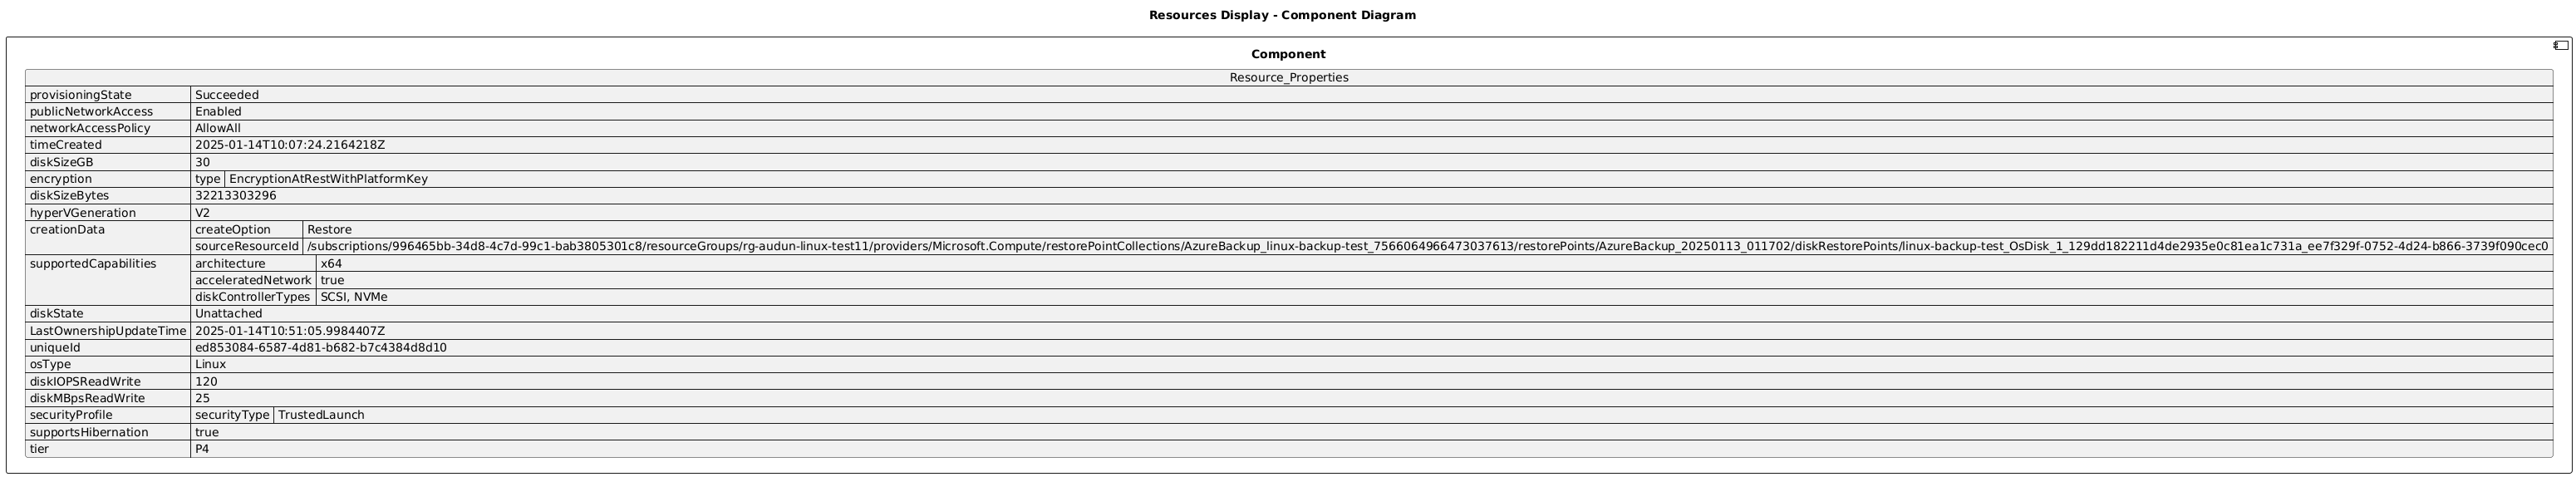 Resources Display - Component Diagram
Component
Resource_Properties
provisioningState Succeeded
publicNetworkAccess Enabled
networkAccessPolicy AllowAll
timeCreated 2025-01-14T10:07:24.2164218Z
diskSizeGB 30
encryption type EncryptionAtRestWithPlatformKey
diskSizeBytes 32213303296
hyperVGeneration V2
creationData createOption Restore
sourceResourceId /subscriptions/996465bb-34d8-4c7d-99c1-bab3805301c8/resourceGroups/rg-audun-linux-test11/providers/Microsoft.Compute/restorePointCollections/AzureBackup_linux-backup-test_7566064966473037613/restorePoints/AzureBackup_20250113_011702/diskRestorePoints/linux-backup-test_OsDisk_1_129dd182211d4de2935e0c81ea1c731a_ee7f329f-0752-4d24-b866-3739f090cec0
supportedCapabilities architecture x64
acceleratedNetwork true
diskControllerTypes SCSI, NVMe
diskState Unattached
LastOwnershipUpdateTime 2025-01-14T10:51:05.9984407Z
uniqueId ed853084-6587-4d81-b682-b7c4384d8d10
osType Linux
diskIOPSReadWrite 120
diskMBpsReadWrite 25
securityProfile securityType TrustedLaunch
supportsHibernation true
tier P4